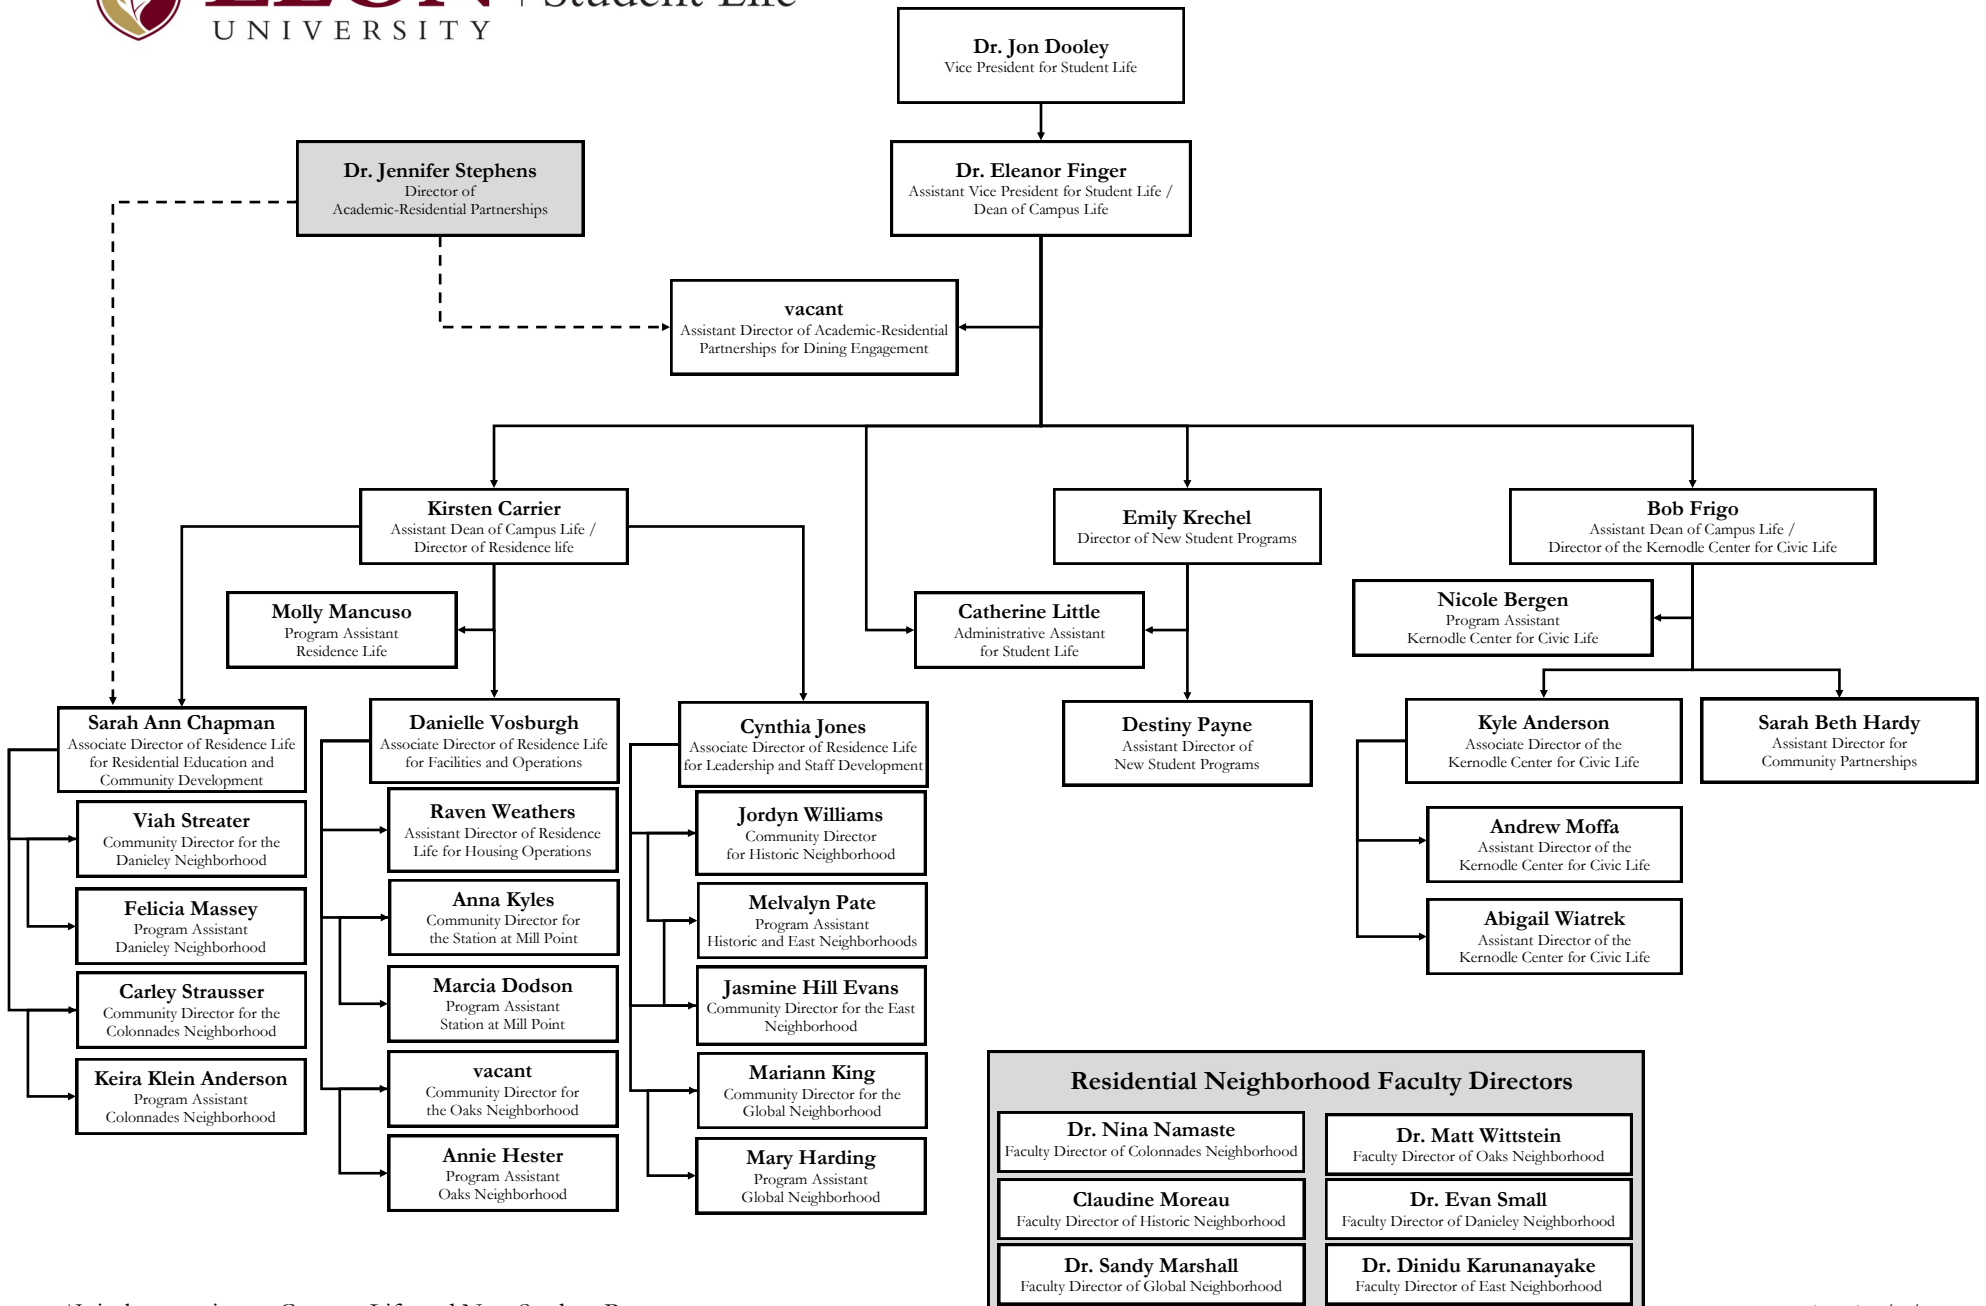 ELON | Student Life
UNIVERSITY
Dr. Jon Dooley
Vice President for Student Life
Dr. Jennifer Stephens
Director of
Academic-Residential Partnerships
Dr. Eleanor Finger
Assistant Vice President for Student Life /
Dean of Campus Life
vacant
Assistant Director of Academic-Residential
Partnerships for Dining Engagement
Kirsten Carrier
Assistant Dean of Campus Life /
Director of Residence life
Emily Krechel
Director of New Student Programs
Bob Frigo
Assistant Dean of Campus Life /
Director of the Kernodle Center for Civic Life
Molly Mancuso
Program Assistant
Residence Life
Catherine Little
Administrative Assistant
for Student Life
Nicole Bergen
Program Assistant
Kernodle Center for Civic Life
Sarah Ann Chapman
Associate Director of Residence Life
for Residential Education and
Community Development
Viah Streater
Community Director for the
Danieley Neighborhood
Felicia Massey
Program Assistant
Danieley Neighborhood
Carley Strausser
Community Director for the
Colonnades Neighborhood
Keira Klein Anderson
Program Assistant
Colonnades Neighborhood
Danielle Vosburgh
Associate Director of Residence Life
for Facilities and Operations
Raven Weathers
Assistant Director of Residence
Life for Housing Operations
Anna Kyles
Community Director for
the Station at Mill Point
Marcia Dodson
Program Assistant
Station at Mill Point
vacant
Community Director for
the Oaks Neighborhood
Annie Hester
Program Assistant
Oaks Neighborhood
Cynthia Jones
Associate Director of Residence Life
for Leadership and Staff Development
Jordyn Williams
Community Director
for Historic Neighborhood
Melvalyn Pate
Program Assistant
Historic and East Neighborhoods
Jasmine Hill Evans
Community Director for the East
Neighborhood
Mariann King
Community Director for the
Global Neighborhood
Mary Harding
Program Assistant
Global Neighborhood
Destiny Payne
Assistant Director of
New Student Programs
Kyle Anderson
Associate Director of the
Kernodle Center for Civic Life
Sarah Beth Hardy
Assistant Director for
Community Partnerships
Andrew Moffa
Assistant Director of the
Kernodle Center for Civic Life
Abigail Wiatrek
Assistant Director of the
Kernodle Center for Civic Life
Residential Neighborhood Faculty Directors
Dr. Nina Namaste
Faculty Director of Colonnades Neighborhood
Dr. Matt Wittstein
Faculty Director of Oaks Neighborhood
Claudine Moreau
Faculty Director of Historic Neighborhood
Dr. Evan Small
Faculty Director of Danieley Neighborhood
Dr. Sandy Marshall
Faculty Director of Global Neighborhood
Dr. Dinidu Karunanayake
Faculty Director of East Neighborhood